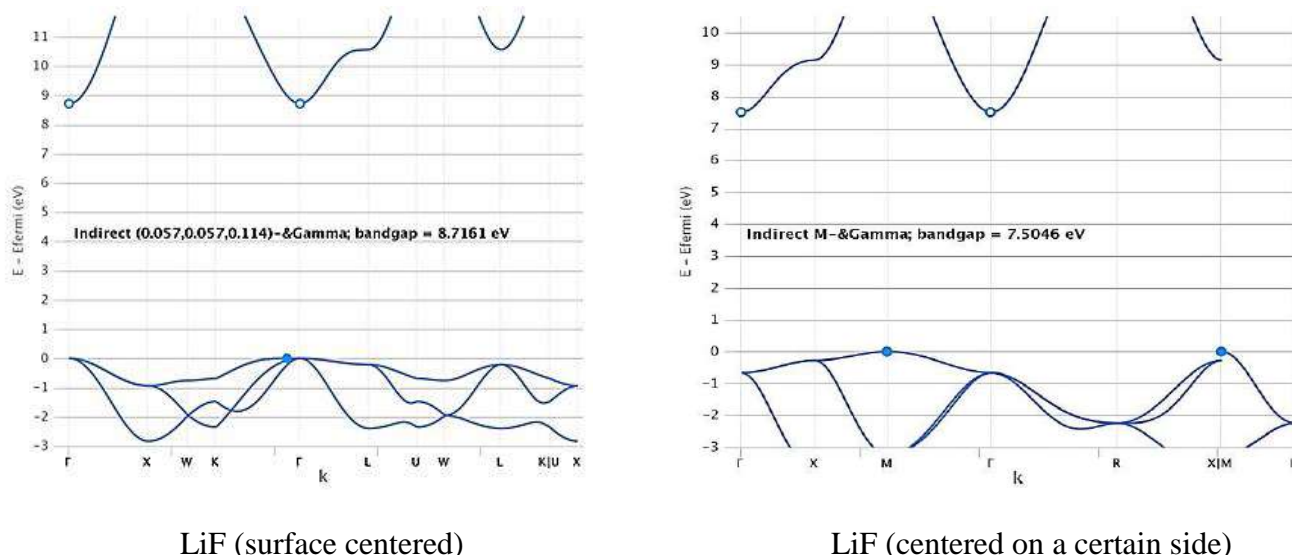 11
10
9
8
7
6
5
4
3
2
1
0
-1
-2
-3
E - Efermi (eV)
Indirect (0.057,0.057,0.114)-&Gamma; bandgap = 8.7161 eV
Γ X W K Γ L U W L K|U X
k
LiF (surface centered)
10
9
8
7
6
5
4
3
2
1
0
-1
-2
-3
E - Efermi (eV)
Indirect M-&Gamma; bandgap = 7.5046 eV
Γ X M Γ R X|M
k
LiF (centered on a certain side)